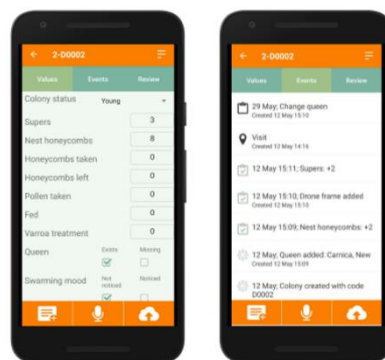 2-D0002
Values Events Review
Colony status Young
Supers 3
Nest honeycombs 8
Honeycombs taken 0
Honeycombs left 0
Pollen taken 0
Fed 0
Varroa treatment 0
Queen Exists Missing
Swarming mood Not noticed Noticed
2-D0002
Values Events Review
29 May; Change queen
Created 12 May 15:10
Visit
Created 12 May 14:16
12 May 15:11; Supers: +2
12 May 15:10; Drone frame added
Created 12 May 15:10
12 May 15:09; Nest honeycombs: +2
12 May; Queen added: Carnica, New
Created 12 May 15:09
12 May; Colony created with code
D0002